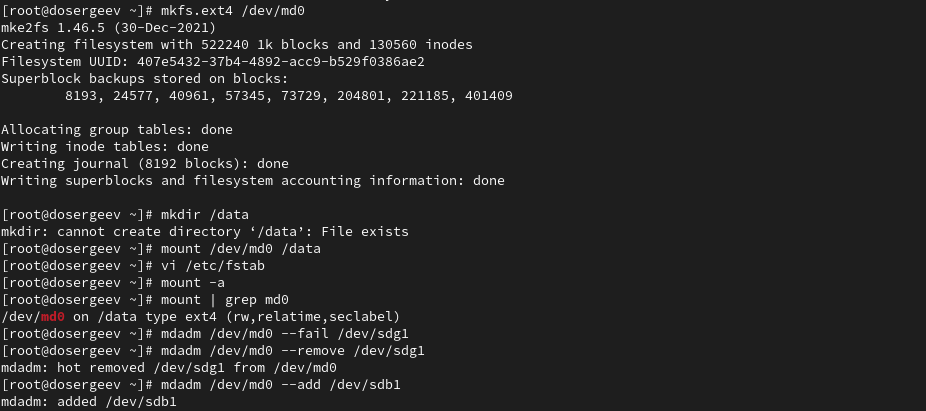 [root@dosergeev ~]# mkfs.ext4 /dev/md0
mke2fs 1.46.5 (30-Dec-2021)
Creating filesystem with 522240 1k blocks and 130560 inodes
Filesystem UUID: 407e5432-37b4-4892-acc9-b529f0386ae2
Superblock backups stored on blocks:
        8193, 24577, 40961, 57345, 73729, 204801, 221185, 401409

Allocating group tables: done
Writing inode tables: done
Creating journal (8192 blocks): done
Writing superblocks and filesystem accounting information: done

[root@dosergeev ~]# mkdir /data
mkdir: cannot create directory ‘/data’: File exists
[root@dosergeev ~]# mount /dev/md0 /data
[root@dosergeev ~]# vi /etc/fstab
[root@dosergeev ~]# mount -a
[root@dosergeev ~]# mount | grep md0
/dev/md0 on /data type ext4 (rw,relatime,seclabel)
[root@dosergeev ~]# mdadm /dev/md0 --fail /dev/sdg1
[root@dosergeev ~]# mdadm /dev/md0 --remove /dev/sdg1
mdadm: hot removed /dev/sdg1 from /dev/md0
[root@dosergeev ~]# mdadm /dev/md0 --add /dev/sdb1
mdadm: added /dev/sdb1